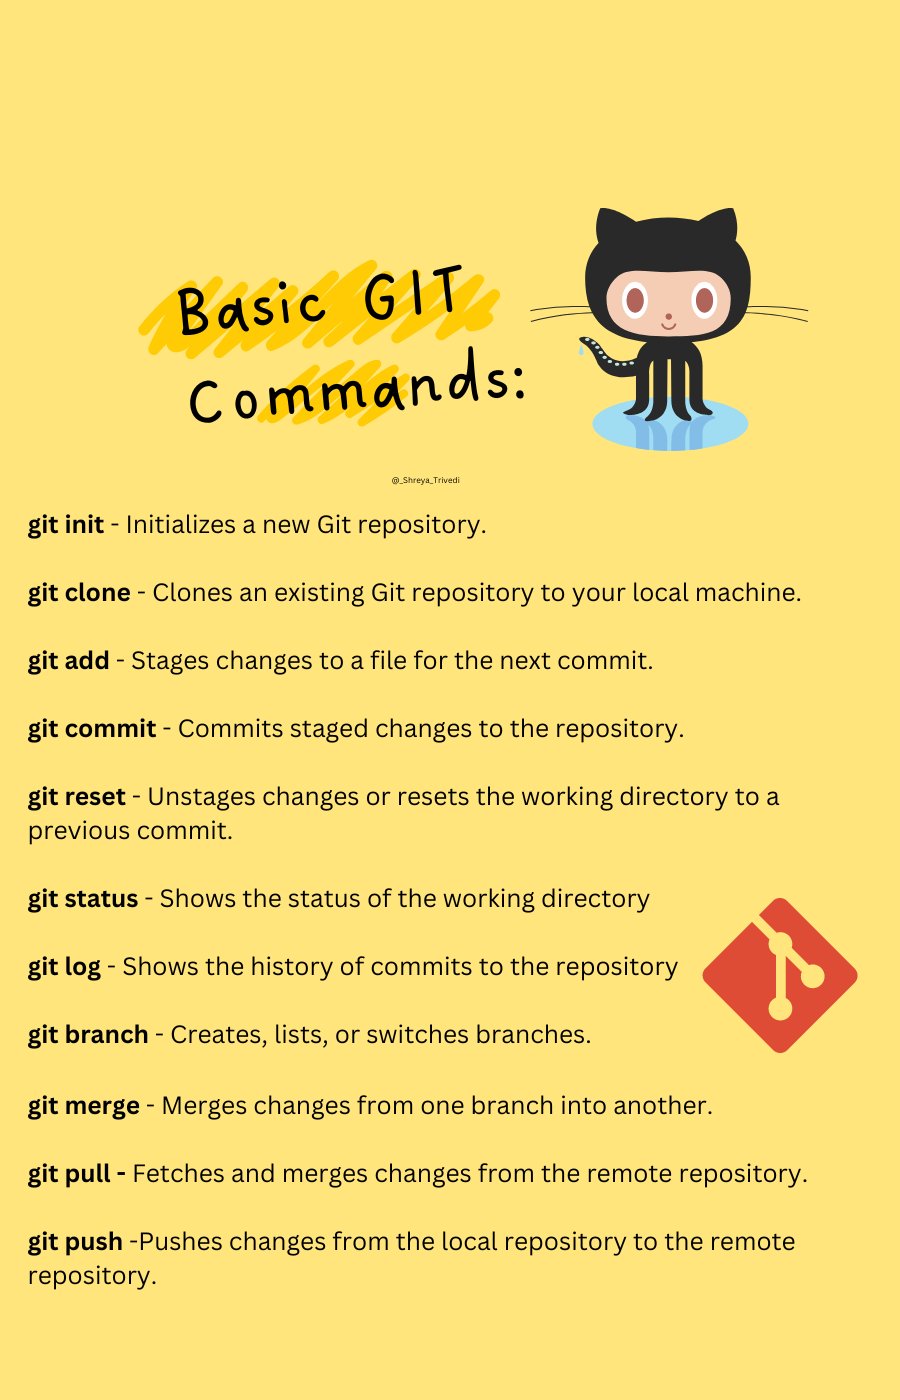 Basic GIT
Commands:
@_Shreya_Trivedi
git init - Initializes a new Git repository.
git clone - Clones an existing Git repository to your local machine.
git add - Stages changes to a file for the next commit.
git commit - Commits staged changes to the repository.
git reset - Unstages changes or resets the working directory to a
previous commit.
git status - Shows the status of the working directory
git log - Shows the history of commits to the repository
git branch - Creates, lists, or switches branches.
git merge - Merges changes from one branch into another.
git pull - Fetches and merges changes from the remote repository.
git push -Pushes changes from the local repository to the remote
repository.